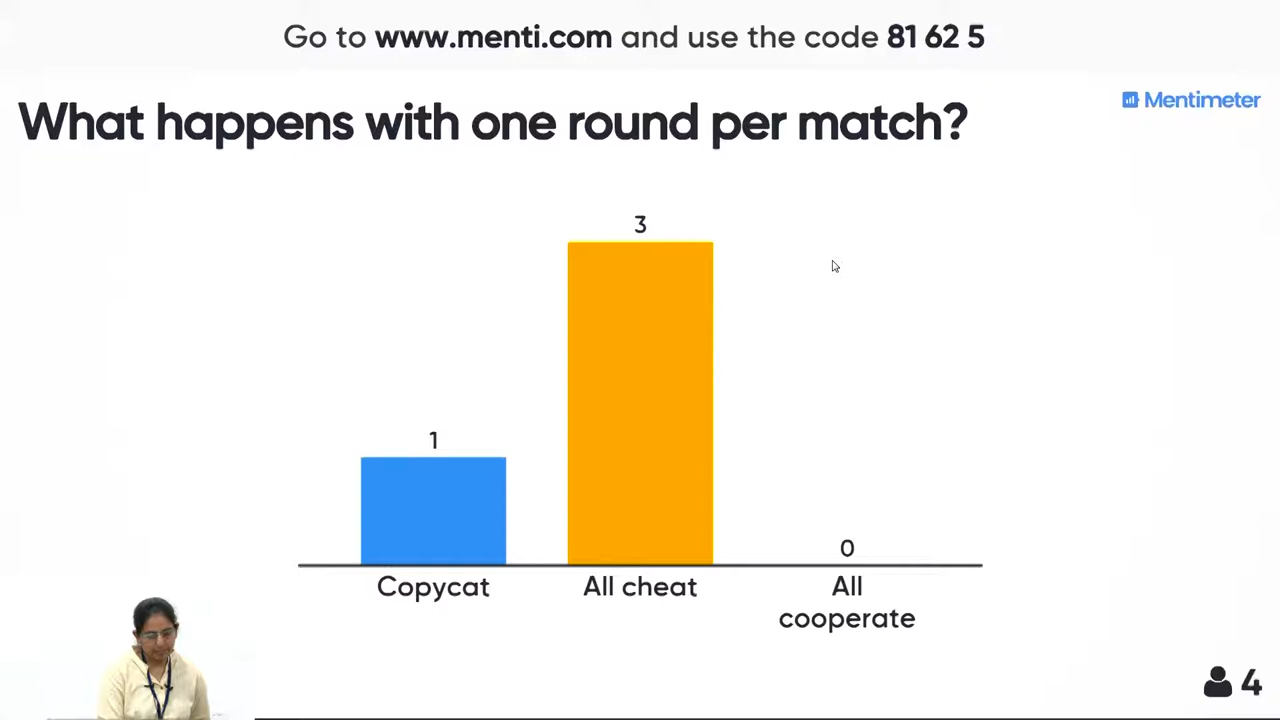 Go to www.menti.com and use the code 81 62 5
What happens with one round per match?
Mentimeter
3
1
0
Copycat
All cheat
All
cooperate
4